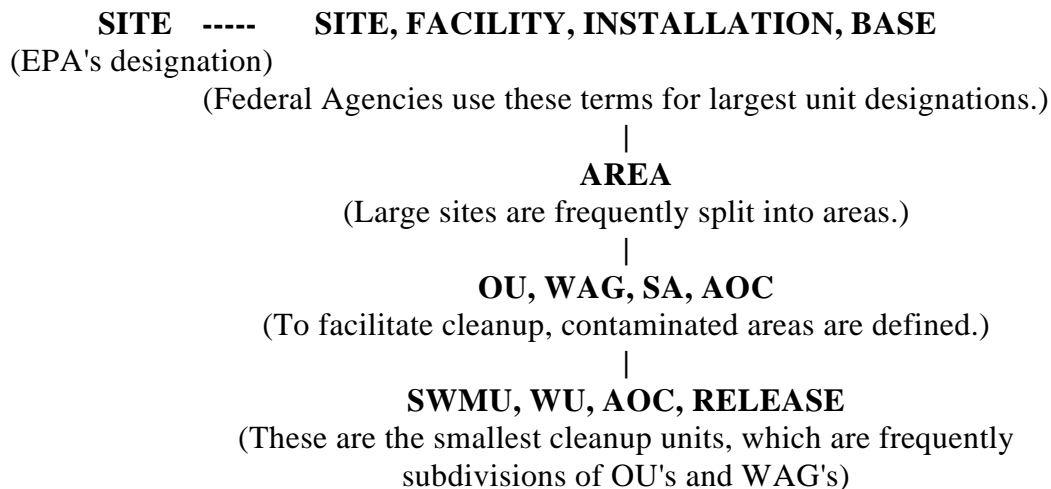 SITE ----- SITE, FACILITY, INSTALLATION, BASE
(EPA's designation)
(Federal Agencies use these terms for largest unit designations.)
|
AREA
(Large sites are frequently split into areas.)
|
OU, WAG, SA, AOC
(To facilitate cleanup, contaminated areas are defined.)
|
SWMU, WU, AOC, RELEASE
(These are the smallest cleanup units, which are frequently
subdivisions of OU's and WAG's)